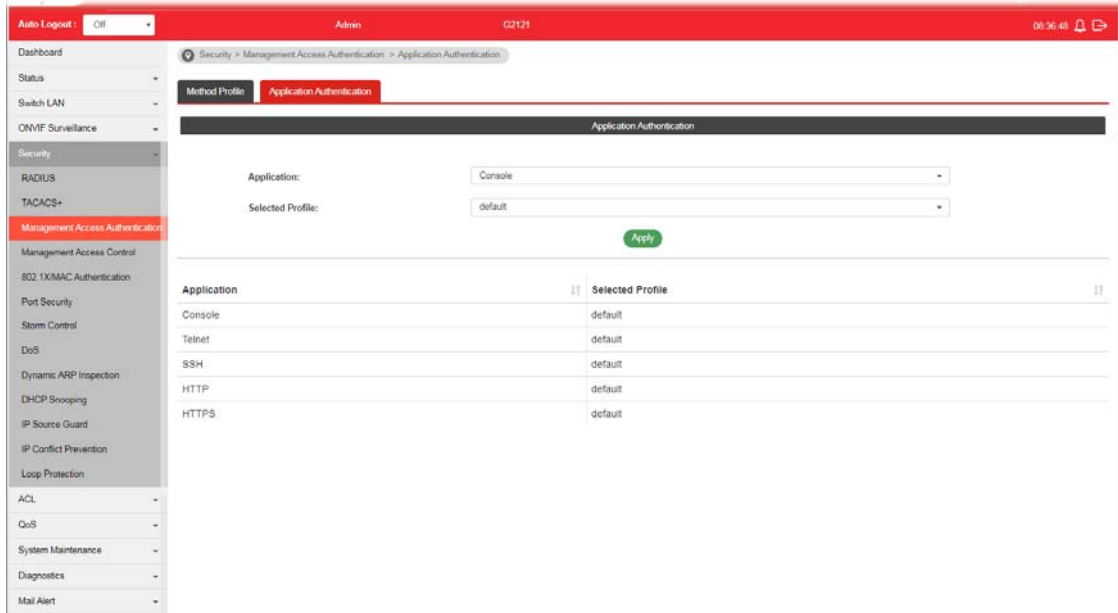 Auto Logout : Off Admin G2121 08:36:48
Dashboard
Status
Switch LAN
ONVIF Surveillance
Security
RADIUS
TACACS+
Management Access Authentication
Management Access Control
802.1X/MAC Authentication
Port Security
Storm Control
DoS
Dynamic ARP Inspection
DHCP Snooping
IP Source Guard
IP Conflict Prevention
Loop Protection
ACL
QoS
System Maintenance
Diagnostics
Mail Alert
Security > Management Access Authentication > Application Authentication
Method Profile Application Authentication
Application Authentication
Application: Console
Selected Profile: default
Apply
Application Selected Profile
Console default
Telnet default
SSH default
HTTP default
HTTPS default